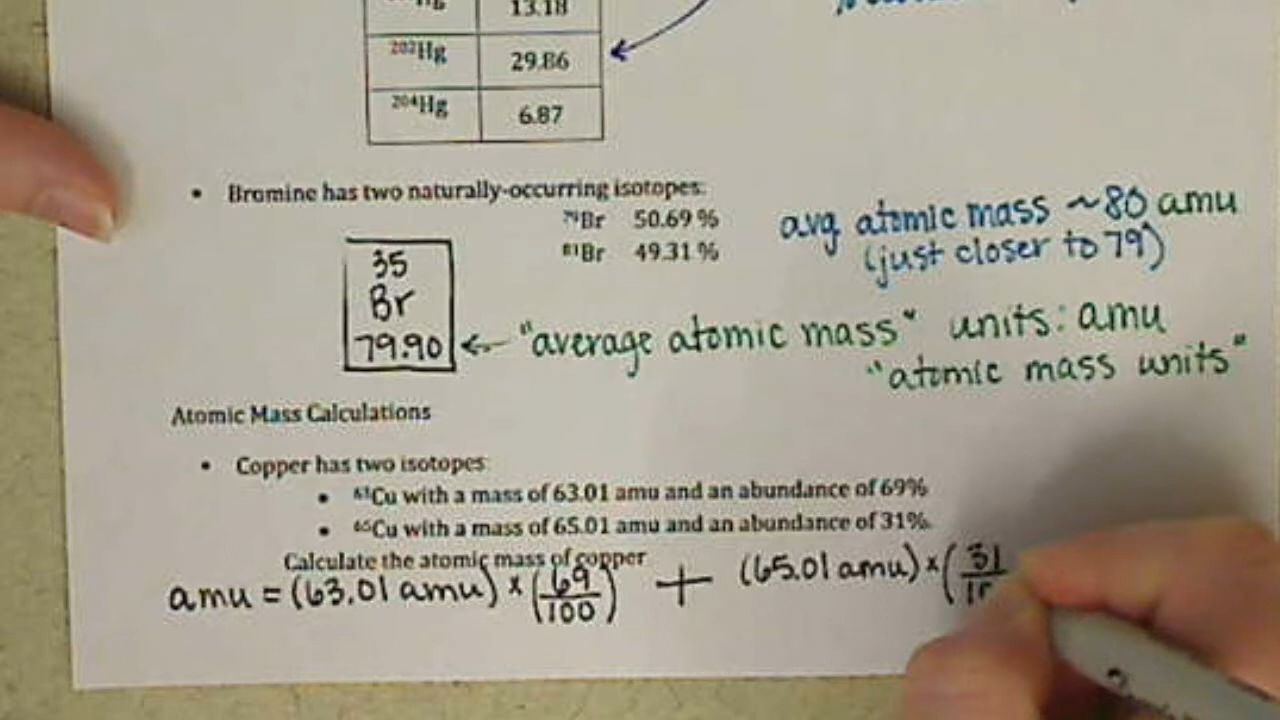 13.18
202Hg 29.86
204Hg 6.87
• Bromine has two naturally-occurring isotopes:
79Br 50.69 %
81Br 49.31 %
avg atomic mass ~80 amu
(just closer to 79)
35
Br
79.90
"average atomic mass" units: amu
"atomic mass units"
Atomic Mass Calculations
• Copper has two isotopes:
• 63Cu with a mass of 63.01 amu and an abundance of 69%
• 65Cu with a mass of 65.01 amu and an abundance of 31%.
Calculate the atomic mass of copper
amu = (63.01 amu) × (69/100) + (65.01 amu) × (31/